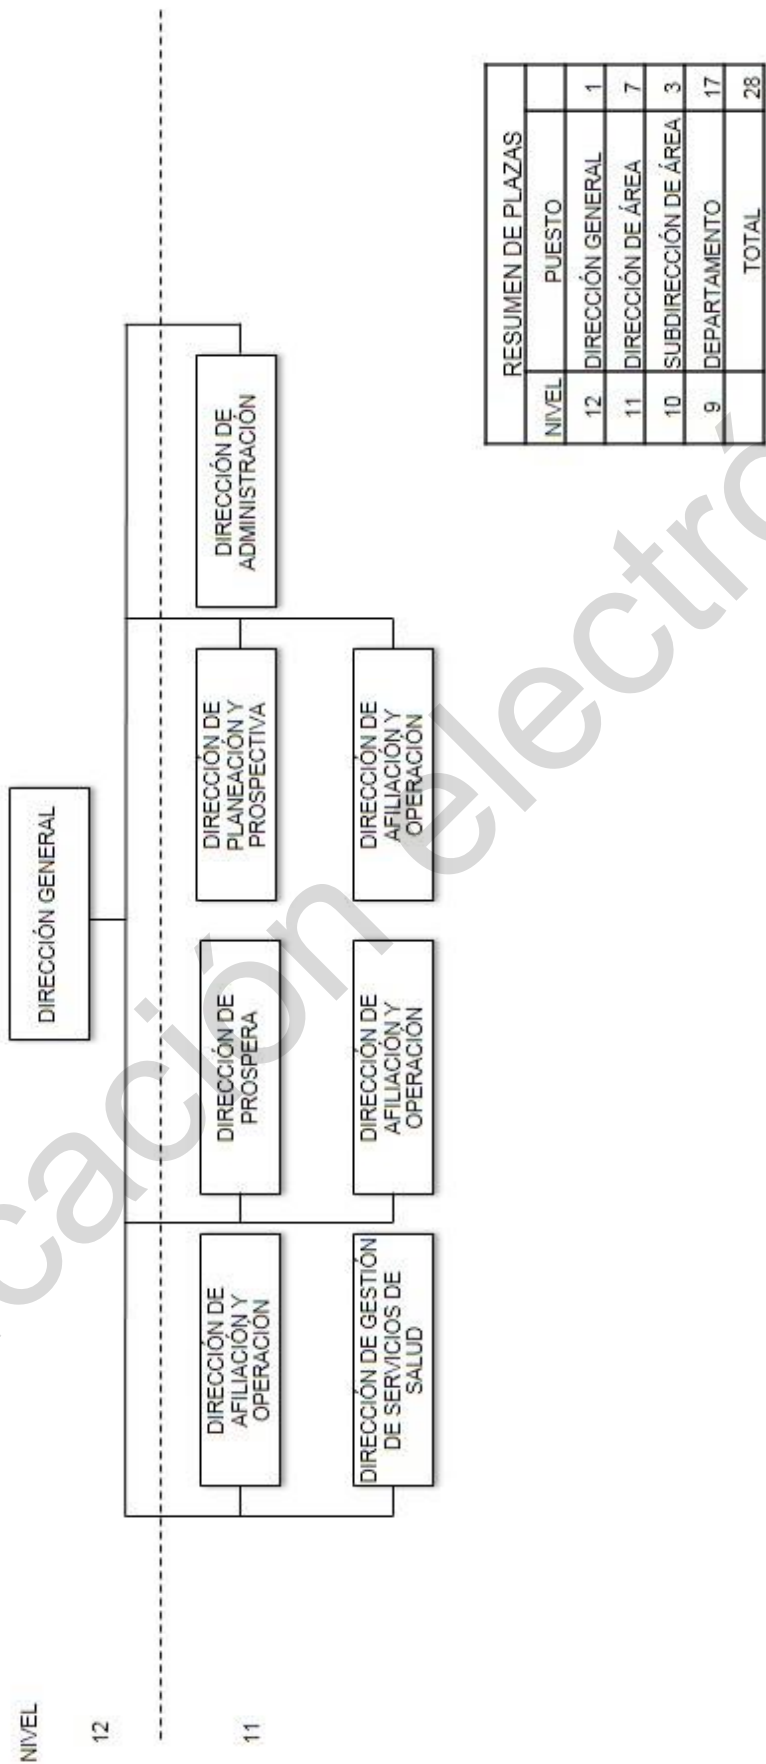 NIVEL
12
DIRECCIÓN GENERAL
11
DIRECCIÓN DE
AFILIACIÓN Y
OPERACIÓN
DIRECCIÓN DE
PROSPERA
DIRECCIÓN DE
PLANEACIÓN Y
PROSPECTIVA
DIRECCIÓN DE
ADMINISTRACIÓN
DIRECCIÓN DE GESTIÓN
DE SERVICIOS DE
SALUD
DIRECCIÓN DE
AFILIACIÓN Y
OPERACIÓN
DIRECCIÓN DE
AFILIACIÓN Y
OPERACIÓN
RESUMEN DE PLAZAS
NIVEL PUESTO
12 DIRECCIÓN GENERAL 1
11 DIRECCIÓN DE ÁREA 7
10 SUBDIRECCIÓN DE ÁREA 3
9 DEPARTAMENTO 17
TOTAL 28